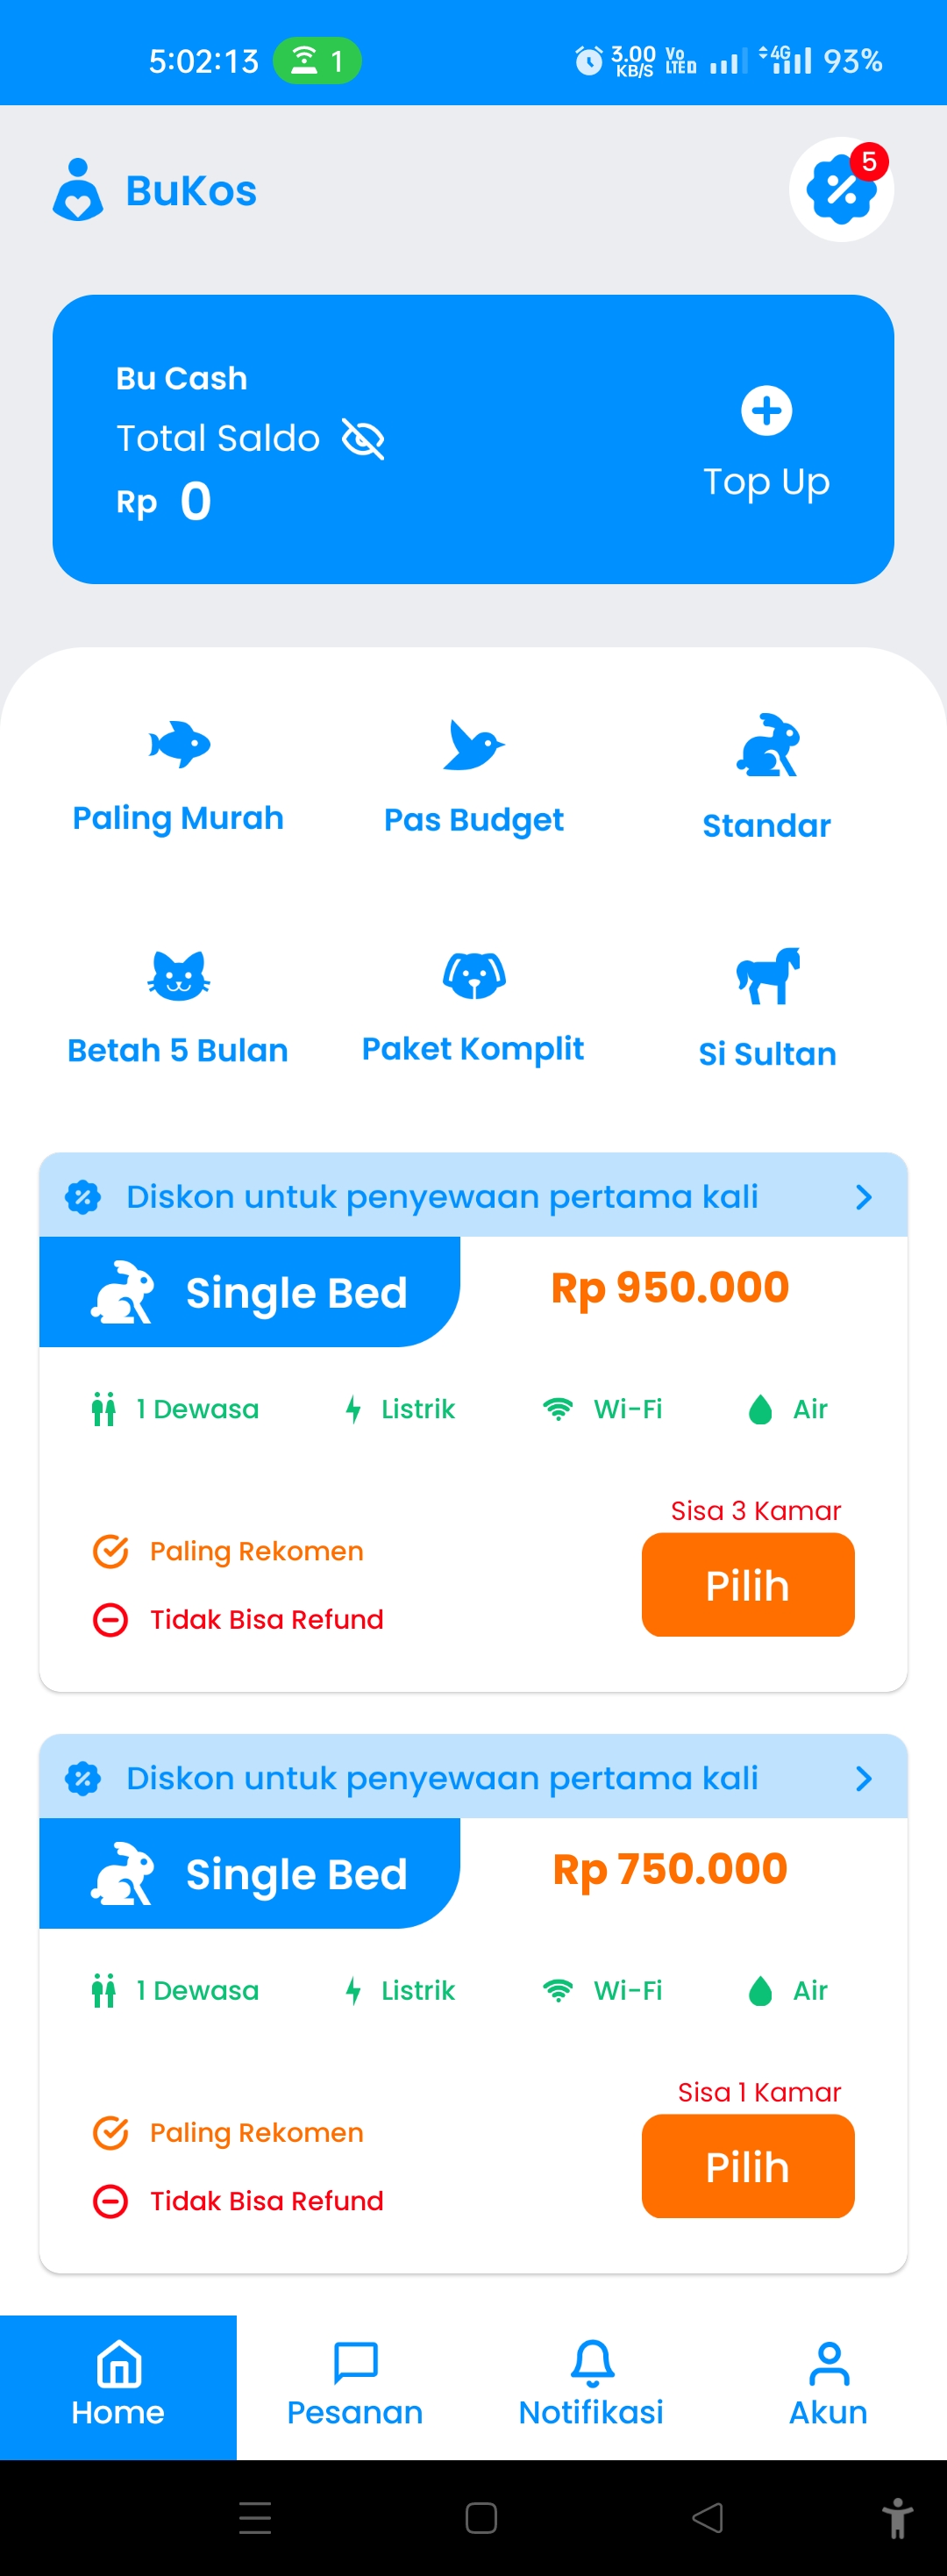 5:02:13 1 3.00 KB/S Vo LTE 4G 93%
BuKos
5
Bu Cash
Total Saldo
Rp 0
Top Up
Paling Murah Pas Budget Standar
Betah 5 Bulan Paket Komplit Si Sultan
Diskon untuk penyewaan pertama kali
Single Bed Rp 950.000
1 Dewasa Listrik Wi-Fi Air
Sisa 3 Kamar
Paling Rekomen
Pilih
Tidak Bisa Refund
Diskon untuk penyewaan pertama kali
Single Bed Rp 750.000
1 Dewasa Listrik Wi-Fi Air
Sisa 1 Kamar
Paling Rekomen
Pilih
Tidak Bisa Refund
Home Pesanan Notifikasi Akun